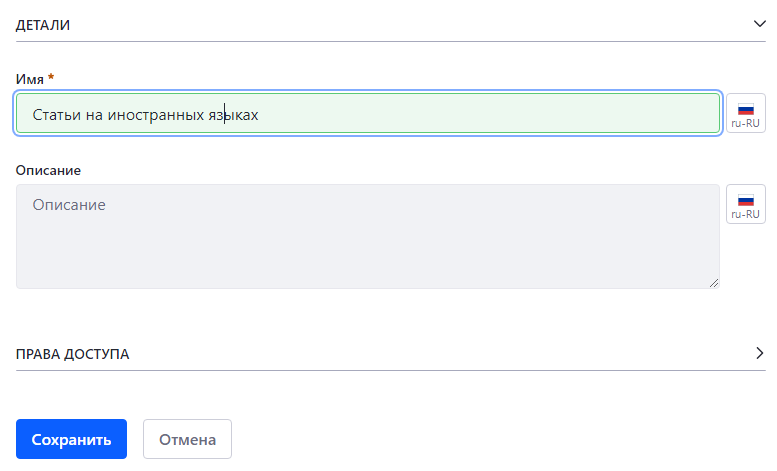 ДЕТАЛИ
Имя *
Статьи на иностранных языках
ru-RU
Описание
Описание
ru-RU
ПРАВА ДОСТУПА
Сохранить Отмена